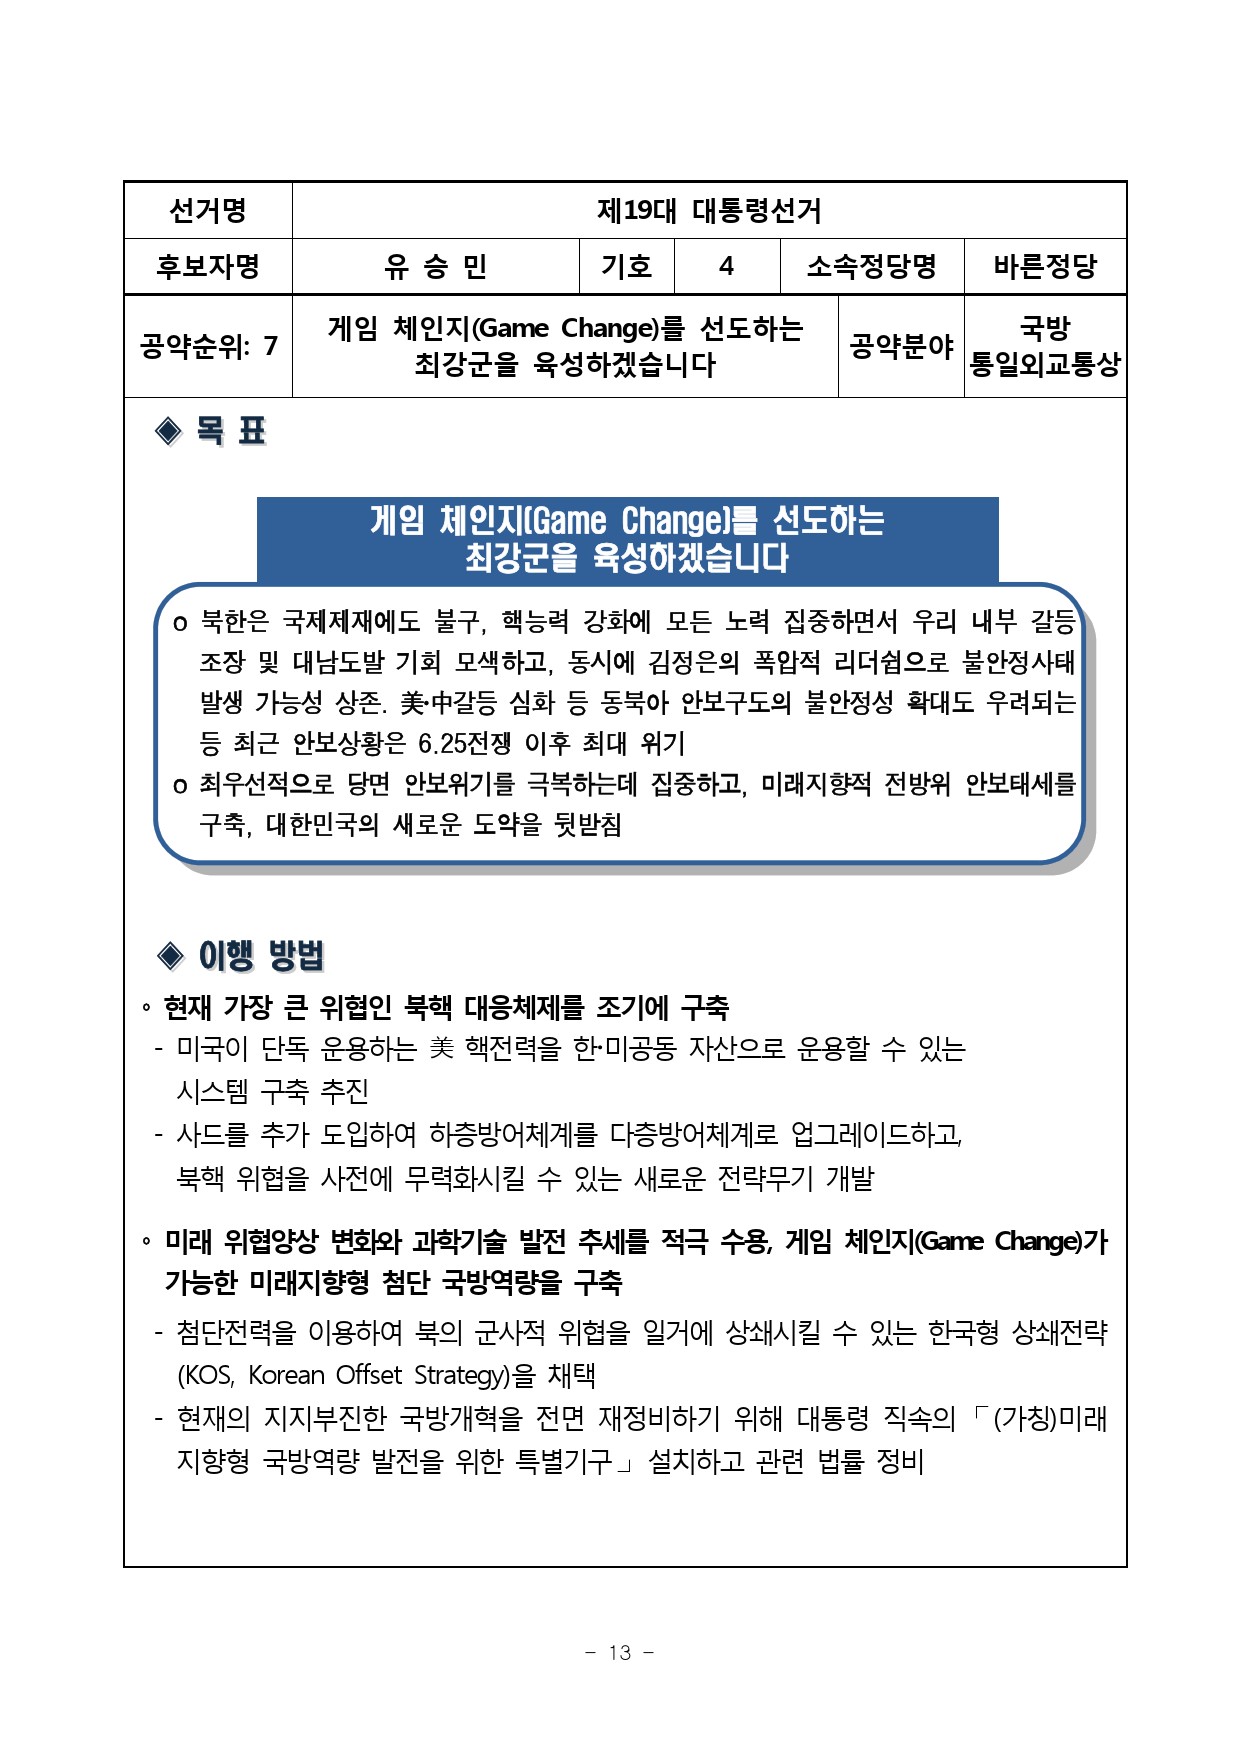 선거명 제19대 대통령선거
후보자명 유 승 민 기호 4 소속정당명 바른정당
공약순위: 7 게임 체인지(Game Change)를 선도하는 최강군을 육성하겠습니다 공약분야 국방 통일외교통상
◈ 목 표
게임 체인지(Game Change)를 선도하는
최강군을 육성하겠습니다
o 북한은 국제제재에도 불구, 핵능력 강화에 모든 노력 집중하면서 우리 내부 갈등
조장 및 대남도발 기회 모색하고, 동시에 김정은의 폭압적 리더쉽으로 불안정사태
발생 가능성 상존. 美·中갈등 심화 등 동북아 안보구도의 불안정성 확대도 우려되는
등 최근 안보상황은 6.25전쟁 이후 최대 위기
o 최우선적으로 당면 안보위기를 극복하는데 집중하고, 미래지향적 전방위 안보태세를
구축, 대한민국의 새로운 도약을 뒷받침
◈ 이행 방법
∘ 현재 가장 큰 위협인 북핵 대응체제를 조기에 구축
- 미국이 단독 운용하는 美 핵전력을 한·미공동 자산으로 운용할 수 있는
시스템 구축 추진
- 사드를 추가 도입하여 하층방어체계를 다층방어체계로 업그레이드하고,
북핵 위협을 사전에 무력화시킬 수 있는 새로운 전략무기 개발
∘ 미래 위협양상 변화와 과학기술 발전 추세를 적극 수용, 게임 체인지(Game Change)가
가능한 미래지향형 첨단 국방역량을 구축
- 첨단전력을 이용하여 북의 군사적 위협을 일거에 상쇄시킬 수 있는 한국형 상쇄전략
(KOS, Korean Offset Strategy)을 채택
- 현재의 지지부진한 국방개혁을 전면 재정비하기 위해 대통령 직속의 「(가칭)미래
지향형 국방역량 발전을 위한 특별기구」 설치하고 관련 법률 정비
- 13 -